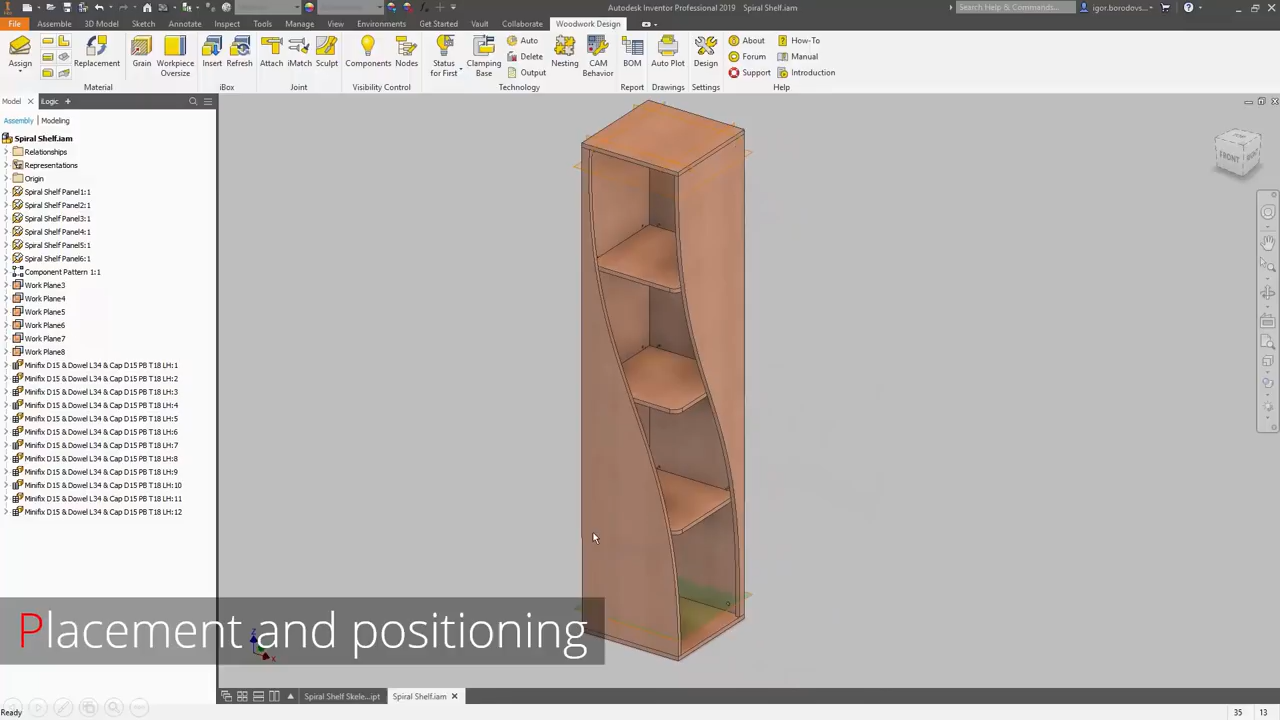 Autodesk Inventor Professional 2019 Spiral Shelf.iam
Search Help & Commands...
igor.borodovs...
File Assemble 3D Model Sketch Annotate Inspect Tools Manage View Environments Get Started Vault Collaborate Woodwork Design
Assign
Replacement
Grain
Workpiece
Oversize
Insert
Refresh
Attach
iMatch
Sculpt
Components
Nodes
Status
for First
Clamping
Base
Auto
Delete
Output
Nesting
CAM
Behavior
BOM
Auto Plot
Design
About
Forum
Support
How-To
Manual
Introduction
Material iBox Joint Visibility Control Technology Report Drawings Settings Help
Model iLogic
Assembly Modeling
Spiral Shelf.iam
Relationships
Representations
Origin
Spiral Shelf Panel1:1
Spiral Shelf Panel2:1
Spiral Shelf Panel3:1
Spiral Shelf Panel4:1
Spiral Shelf Panel5:1
Spiral Shelf Panel6:1
Component Pattern 1:1
Work Plane3
Work Plane4
Work Plane5
Work Plane6
Work Plane7
Work Plane8
Minifix D15 & Dowel L34 & Cap D15 PB T18 LH:1
Minifix D15 & Dowel L34 & Cap D15 PB T18 LH:2
Minifix D15 & Dowel L34 & Cap D15 PB T18 LH:3
Minifix D15 & Dowel L34 & Cap D15 PB T18 LH:4
Minifix D15 & Dowel L34 & Cap D15 PB T18 LH:5
Minifix D15 & Dowel L34 & Cap D15 PB T18 LH:6
Minifix D15 & Dowel L34 & Cap D15 PB T18 LH:7
Minifix D15 & Dowel L34 & Cap D15 PB T18 LH:8
Minifix D15 & Dowel L34 & Cap D15 PB T18 LH:9
Minifix D15 & Dowel L34 & Cap D15 PB T18 LH:10
Minifix D15 & Dowel L34 & Cap D15 PB T18 LH:11
Minifix D15 & Dowel L34 & Cap D15 PB T18 LH:12
FRONT
Placement and positioning
Z
X
Spiral Shelf Skele...ipt Spiral Shelf.iam
Ready
35 13